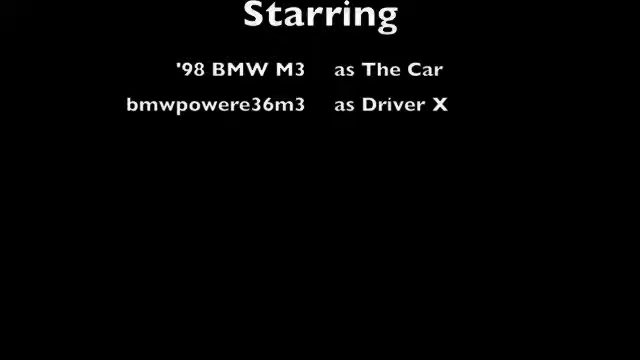 Starring
'98 BMW M3 as The Car
bmwpowere36m3 as Driver X